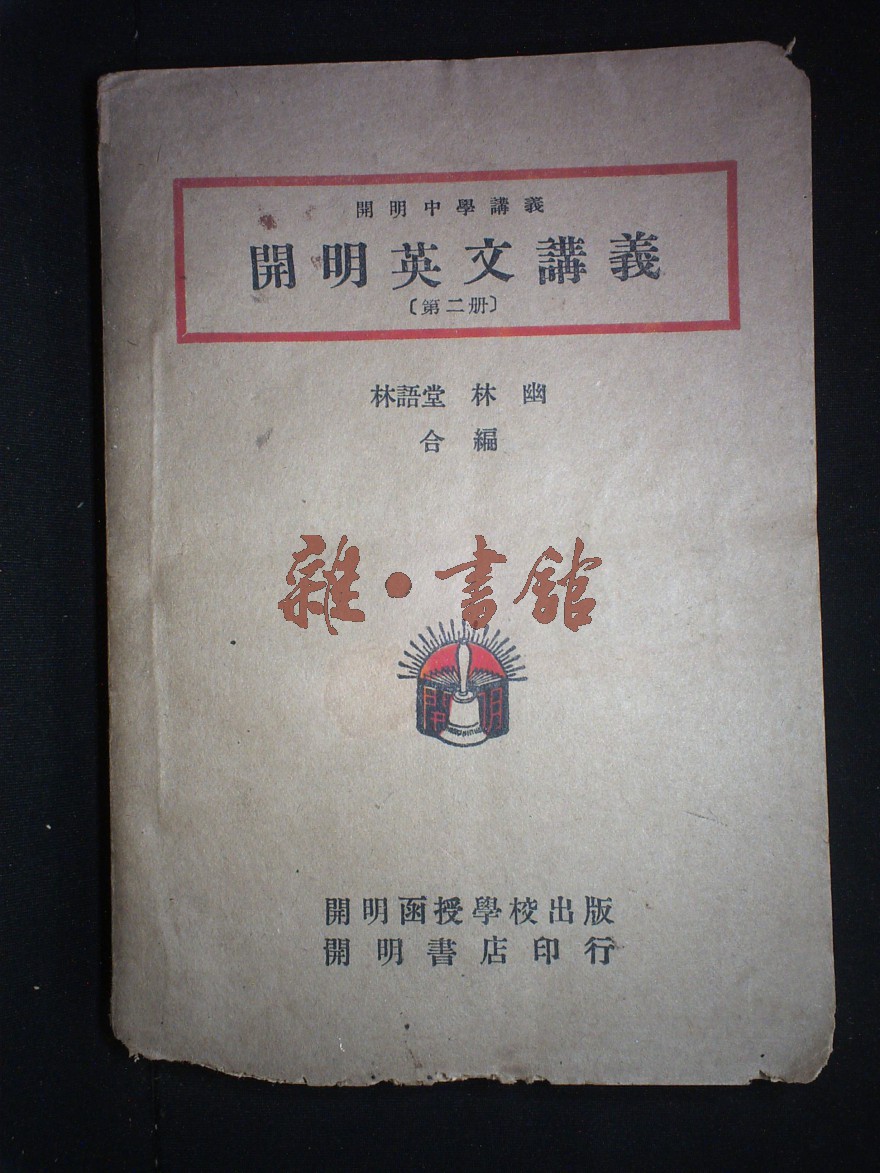 開明中學講義
開明英文講義
〔第二册〕
林語堂 林幽
合編
雜·書館
開明
開明函授學校出版
開明書店印行